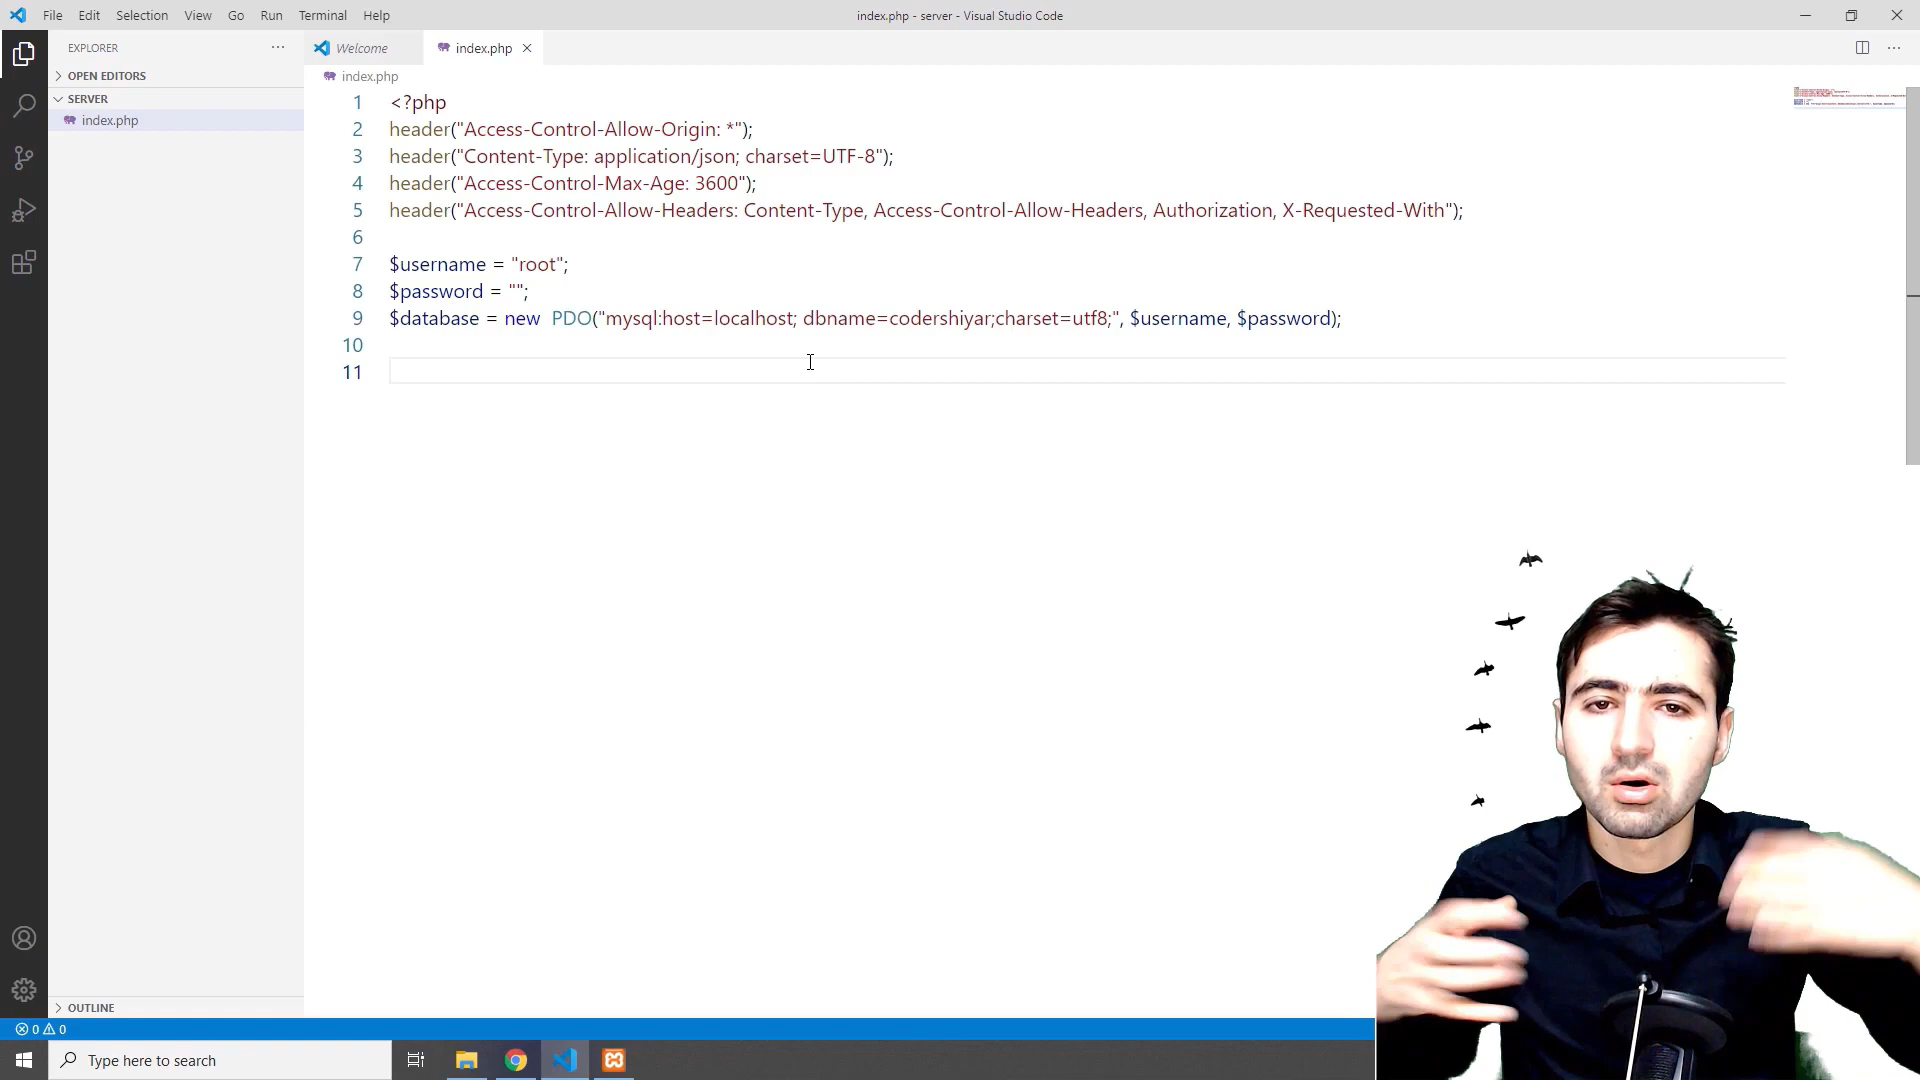 File Edit Selection View Go Run Terminal Help
index.php - server - Visual Studio Code
EXPLORER
OPEN EDITORS
SERVER
index.php
OUTLINE
Welcome
index.php
index.php
1 <?php
2 header("Access-Control-Allow-Origin: *");
3 header("Content-Type: application/json; charset=UTF-8");
4 header("Access-Control-Max-Age: 3600");
5 header("Access-Control-Allow-Headers: Content-Type, Access-Control-Allow-Headers, Authorization, X-Requested-With");
6
7 $username = "root";
8 $password = "";
9 $database = new  PDO("mysql:host=localhost; dbname=codershiyar;charset=utf8;", $username, $password);
10
11
0 0
Type here to search